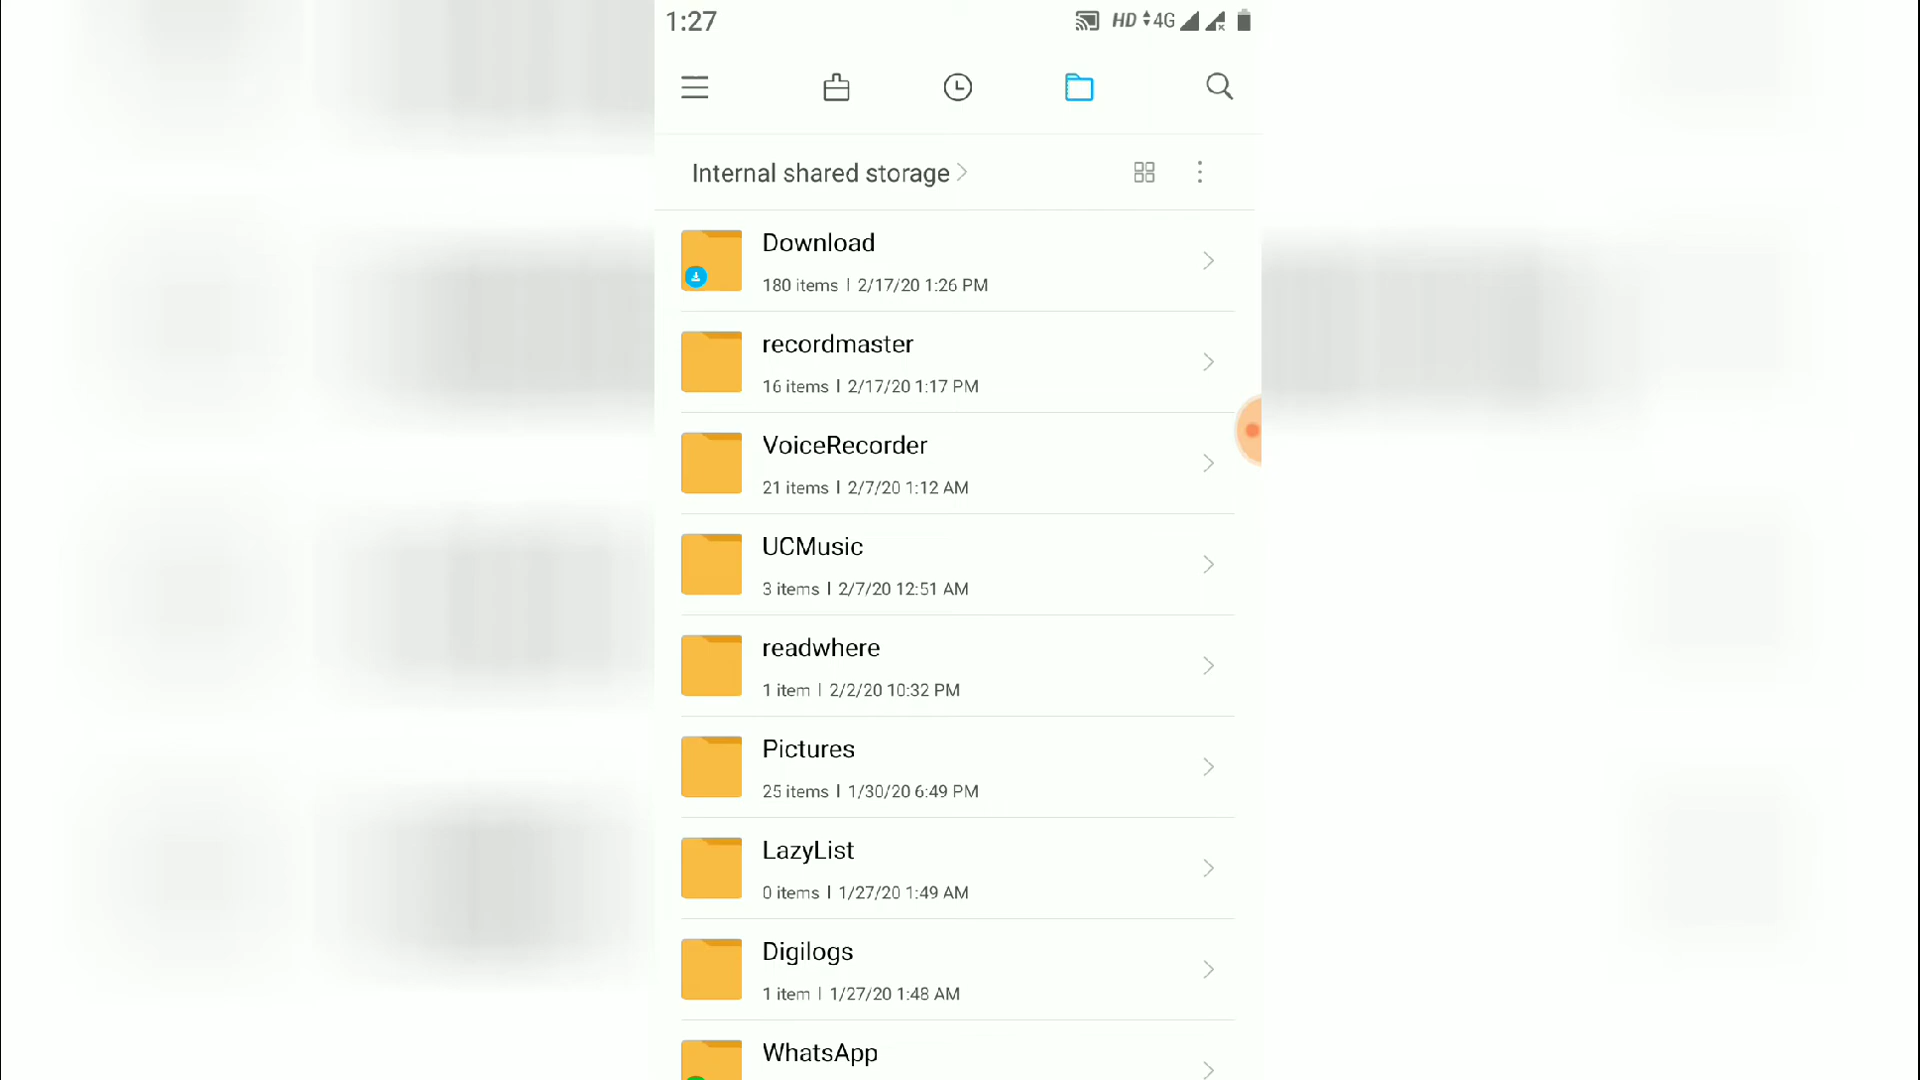 1:27 HD 4G
Internal shared storage
Download
180 items | 2/17/20 1:26 PM
recordmaster
16 items | 2/17/20 1:17 PM
VoiceRecorder
21 items | 2/7/20 1:12 AM
UCMusic
3 items | 2/7/20 12:51 AM
readwhere
1 item | 2/2/20 10:32 PM
Pictures
25 items | 1/30/20 6:49 PM
LazyList
0 items | 1/27/20 1:49 AM
Digilogs
1 item | 1/27/20 1:48 AM
WhatsApp